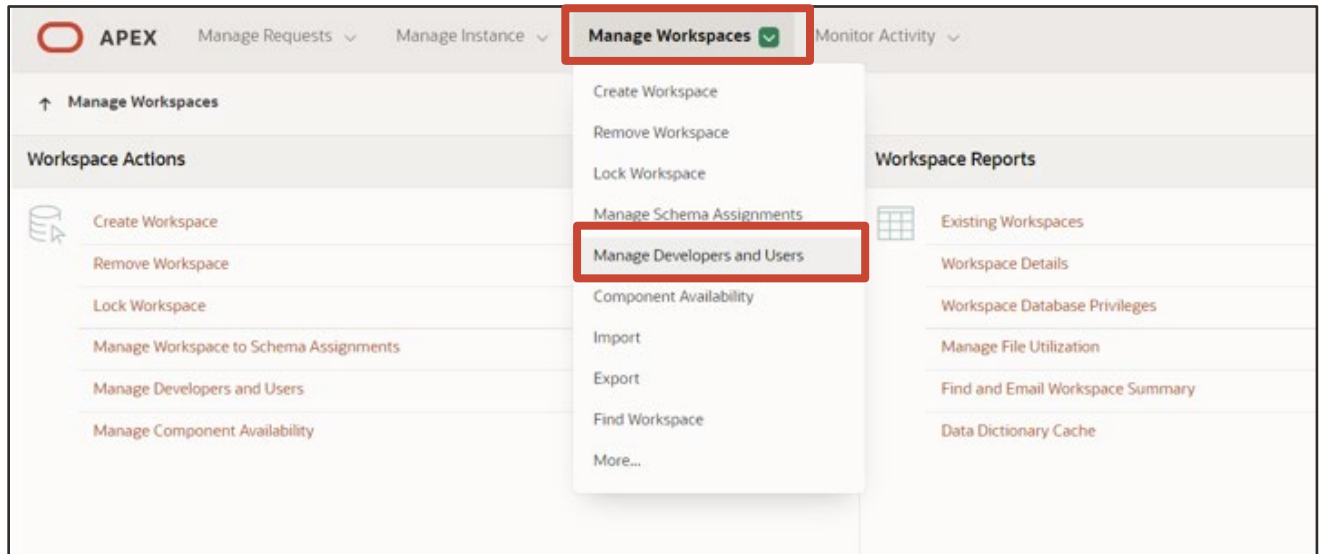 APEX Manage Requests Manage Instance Manage Workspaces Monitor Activity
Manage Workspaces
Create Workspace
Remove Workspace
Lock Workspace
Manage Schema Assignments
Manage Developers and Users
Component Availability
Import
Export
Find Workspace
More...
Workspace Actions
Create Workspace
Remove Workspace
Lock Workspace
Manage Workspace to Schema Assignments
Manage Developers and Users
Manage Component Availability
Workspace Reports
Existing Workspaces
Workspace Details
Workspace Database Privileges
Manage File Utilization
Find and Email Workspace Summary
Data Dictionary Cache